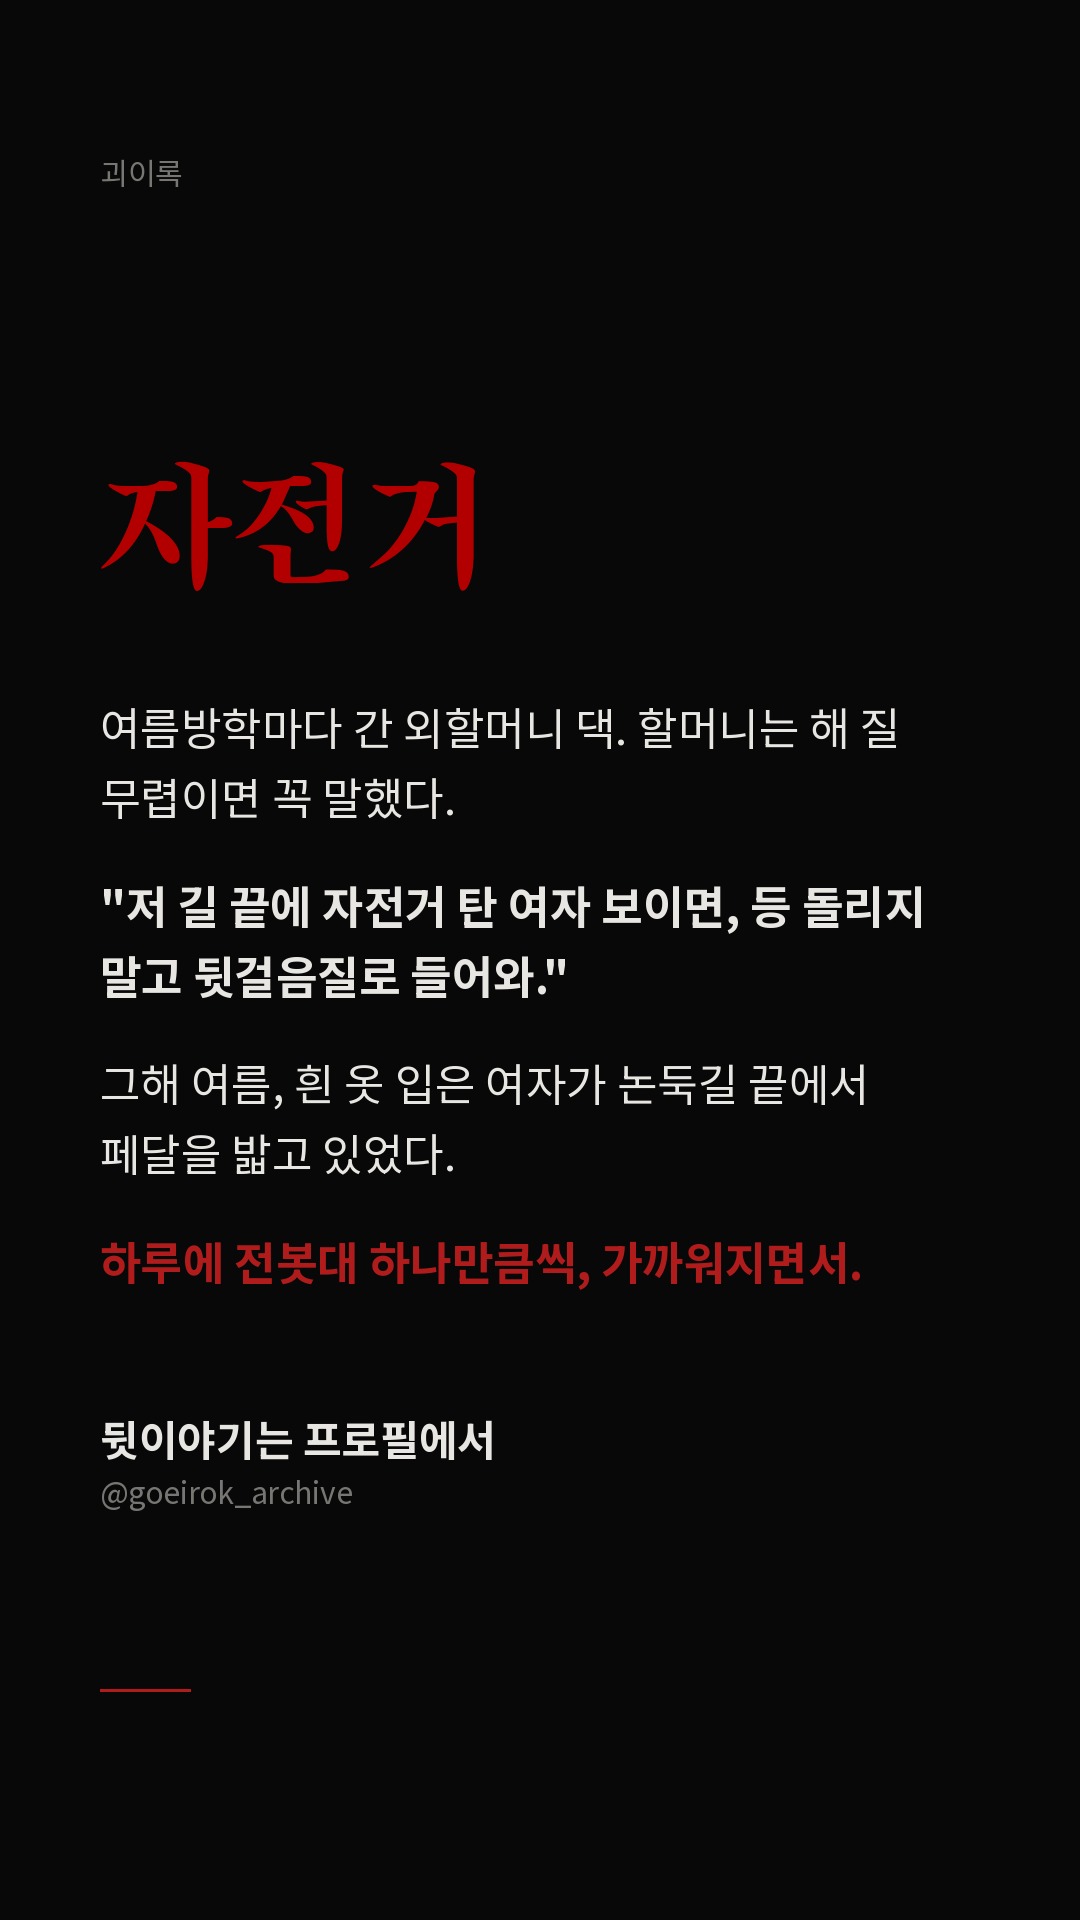 괴이록
자전거
여름방학마다 간 외할머니 댁. 할머니는 해 질
무렵이면 꼭 말했다.
"저 길 끝에 자전거 탄 여자 보이면, 등 돌리지
말고 뒷걸음질로 들어와."
그해 여름, 흰 옷 입은 여자가 논둑길 끝에서
페달을 밟고 있었다.
하루에 전봇대 하나만큼씩, 가까워지면서.
뒷이야기는 프로필에서
@goeirok_archive